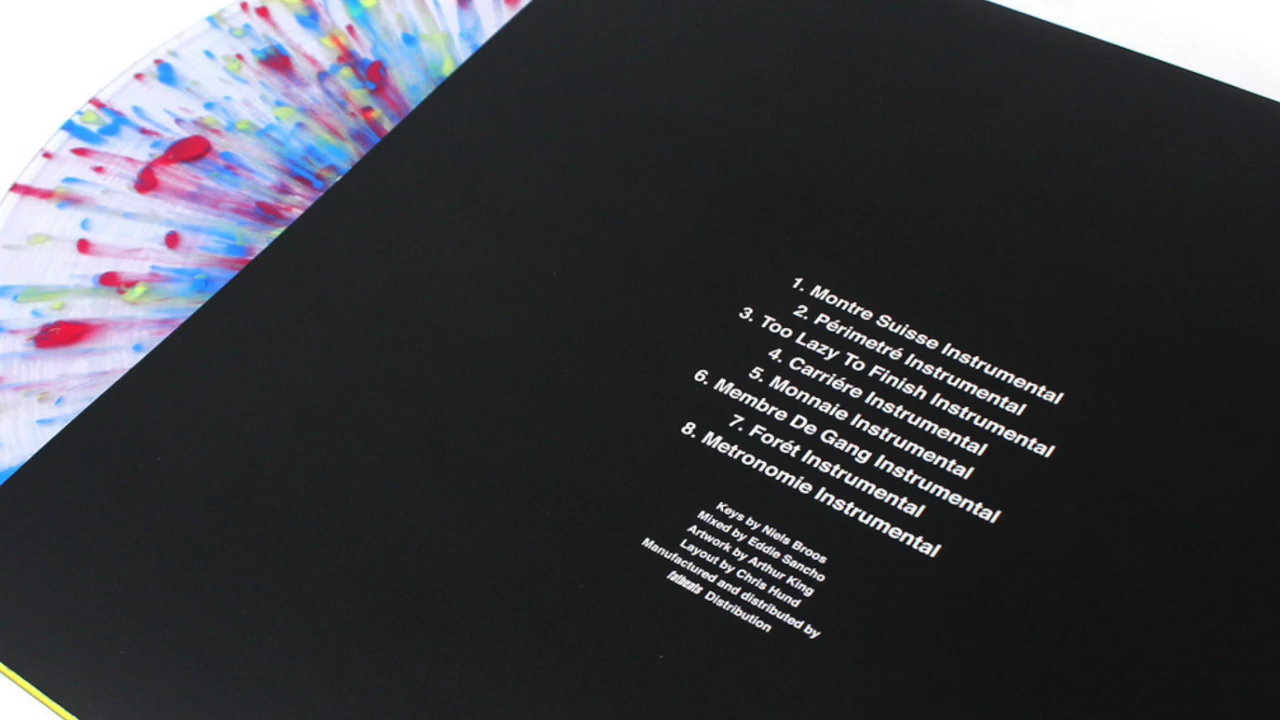 1. Montre Suisse Instrumental
2. Périmetré Instrumental
3. Too Lazy To Finish Instrumental
4. Carriére Instrumental
5. Monnaie Instrumental
6. Membre De Gang Instrumental
7. Forét Instrumental
8. Metronomie Instrumental
Keys by Niels Broos
Mixed by Eddie Sancho
Artwork by Arthur King
Layout by Chris Hund
Manufactured and distributed by
fatbeats Distribution